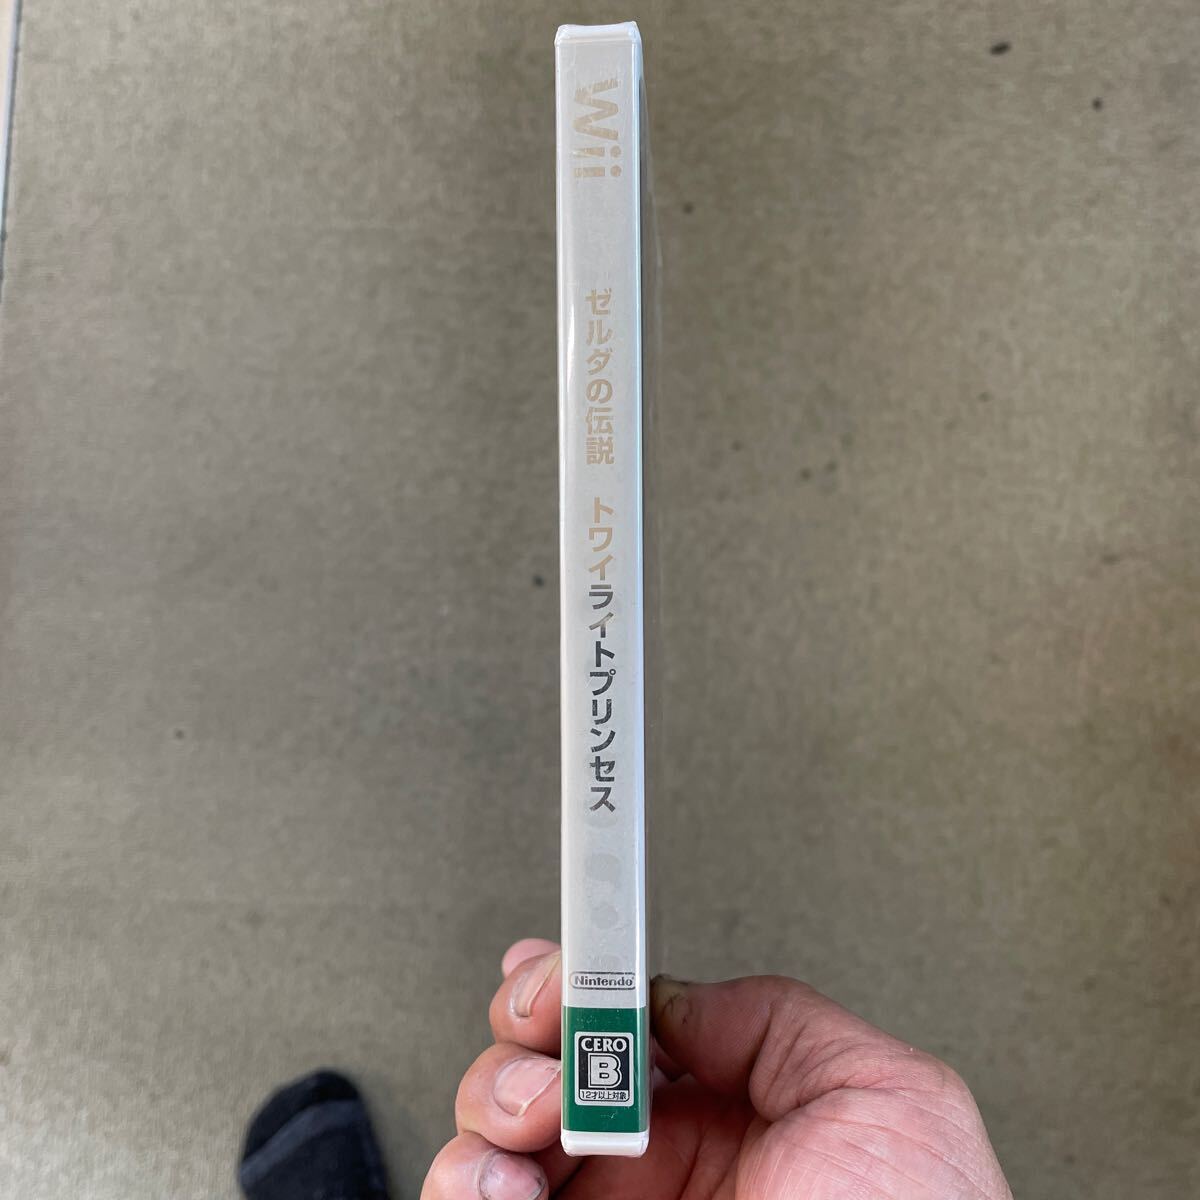 Wii
ゼルダの伝説 トワイライトプリンセス
Nintendo
CERO
B
12才以上対象